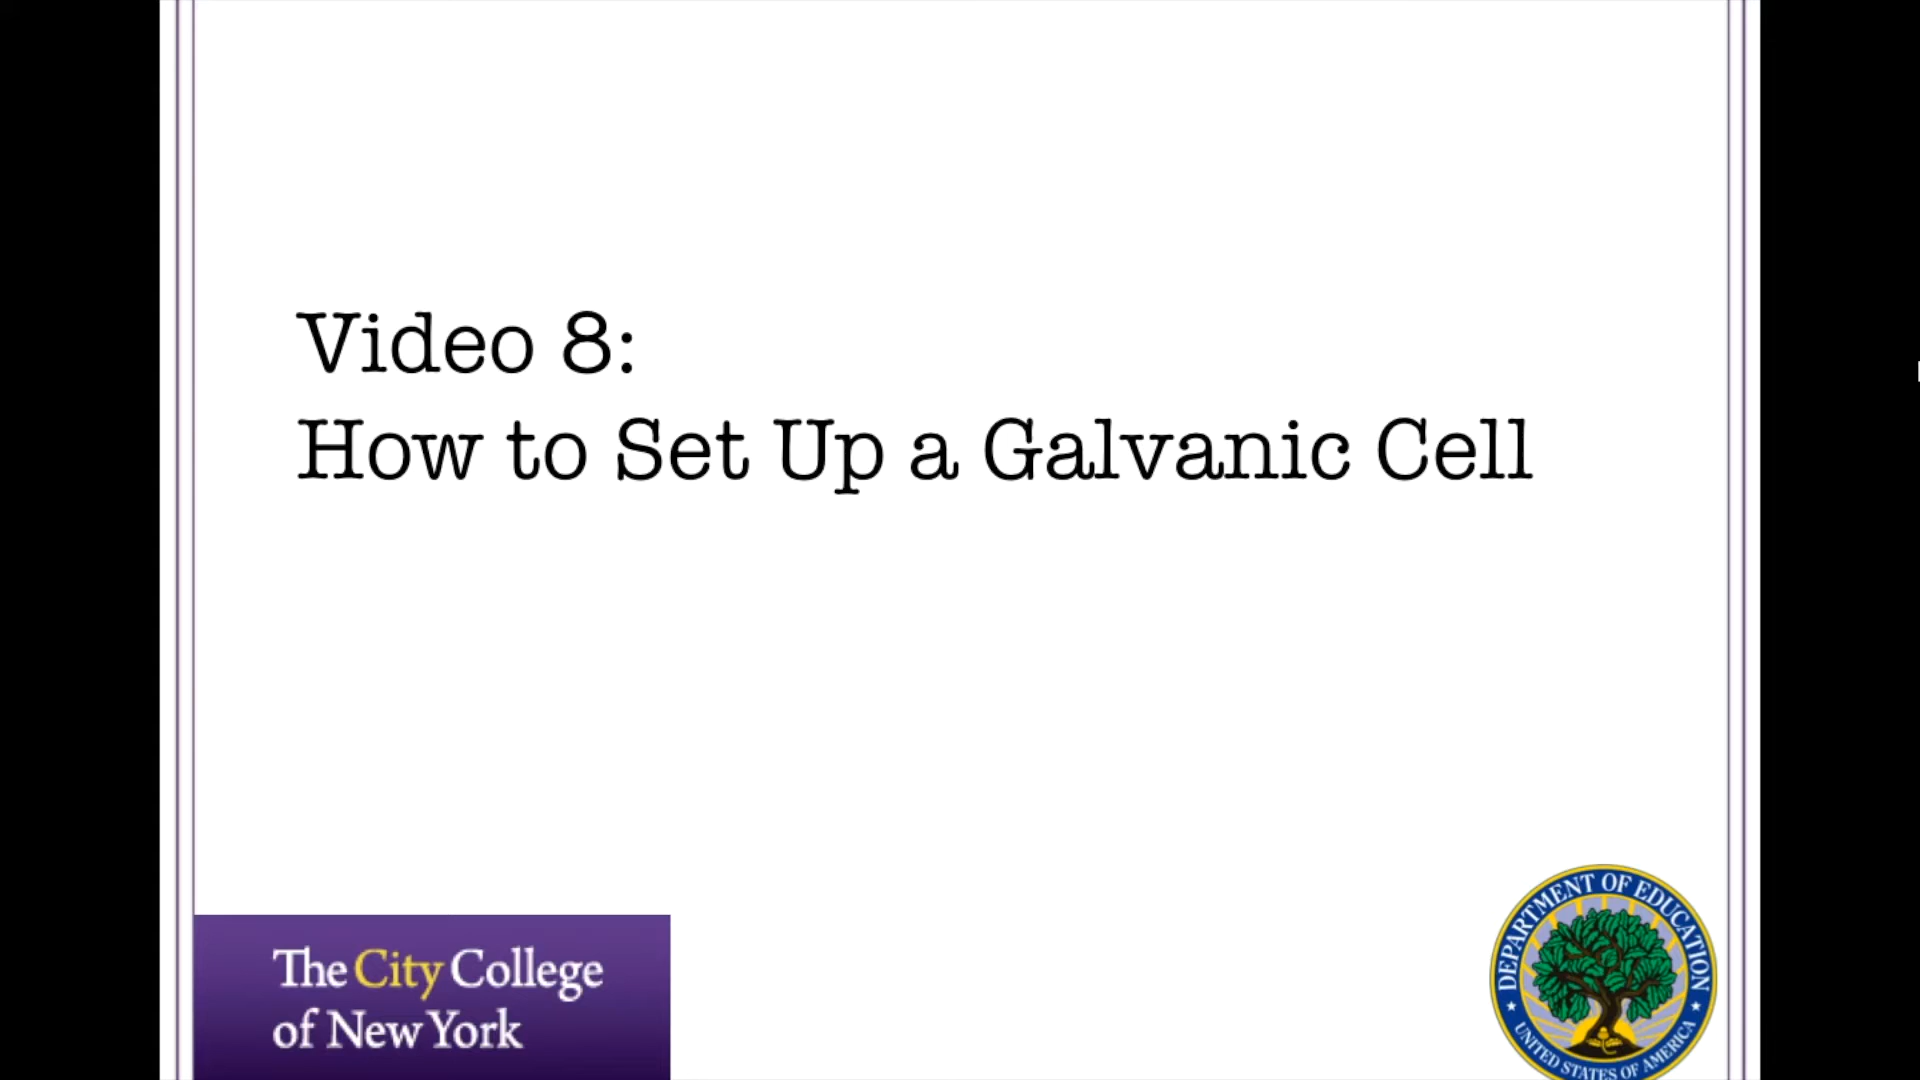 Video 8:
How to Set Up a Galvanic Cell
The City College
of New York
DEPARTMENT OF EDUCATION
UNITED STATES OF AMERICA